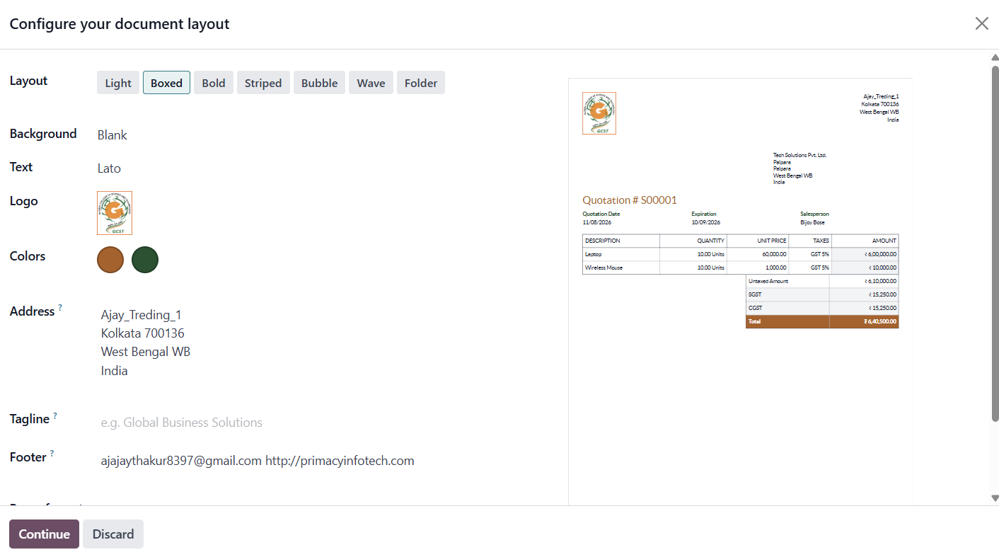 Configure your document layout
Layout
Light Boxed Bold Striped Bubble Wave Folder
Background
Blank
Text
Lato
Logo
GCST
Colors
Address ?
Ajay_Treding_1
Kolkata 700136
West Bengal WB
India
Tagline ?
e.g. Global Business Solutions
Footer ?
ajajaythakur8397@gmail.com http://primacyinfotech.com
GCST
Ajay_Treding_1
Kolkata 700136
West Bengal WB
India
Tech Solutions Pvt. Ltd.
Palpara
Palpara
West Bengal WB
India
Quotation # S00001
Quotation Date Expiration Salesperson
11/08/2026 10/09/2026 Bijoy Bose
DESCRIPTION QUANTITY UNIT PRICE TAXES AMOUNT
Laptop 10.00 Units 60,000.00 GST 5% ₹ 6,00,000.00
Wireless Mouse 10.00 Units 1,000.00 GST 5% ₹ 10,000.00
Untaxed Amount ₹ 6,10,000.00
SGST ₹ 15,250.00
CGST ₹ 15,250.00
Total ₹ 6,40,500.00
Continue Discard